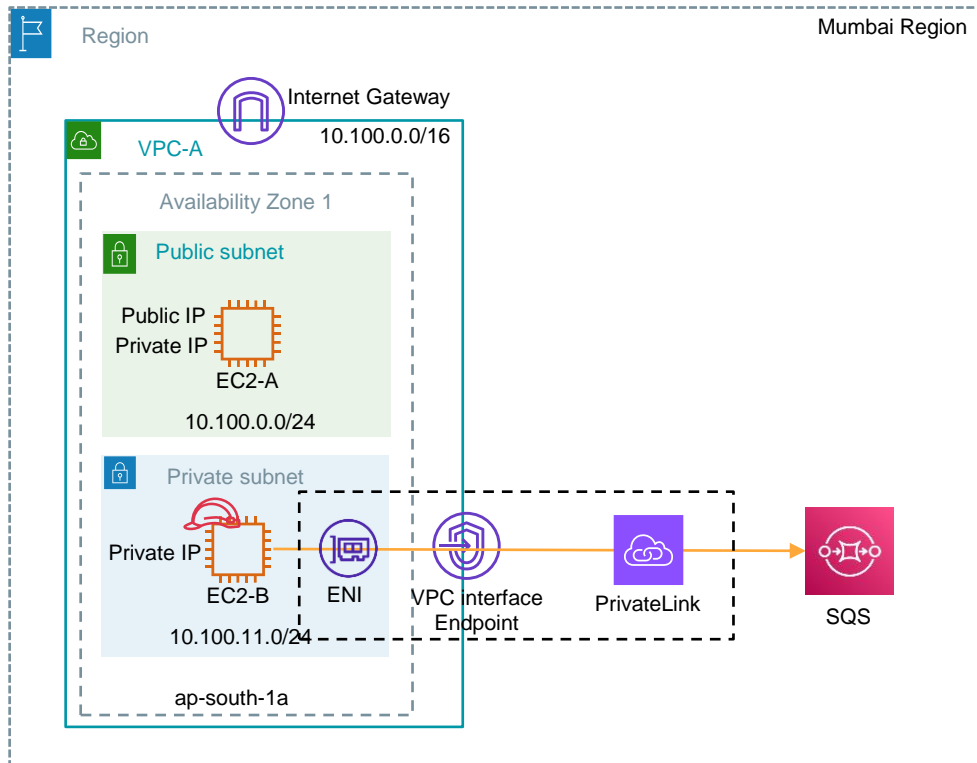 Mumbai Region
Region
Internet Gateway
10.100.0.0/16
VPC-A
Availability Zone 1
Public subnet
Public IP
Private IP
EC2-A
10.100.0.0/24
Private subnet
Private IP
EC2-B
ENI
VPC interface
Endpoint
PrivateLink
SQS
10.100.11.0/24
ap-south-1a